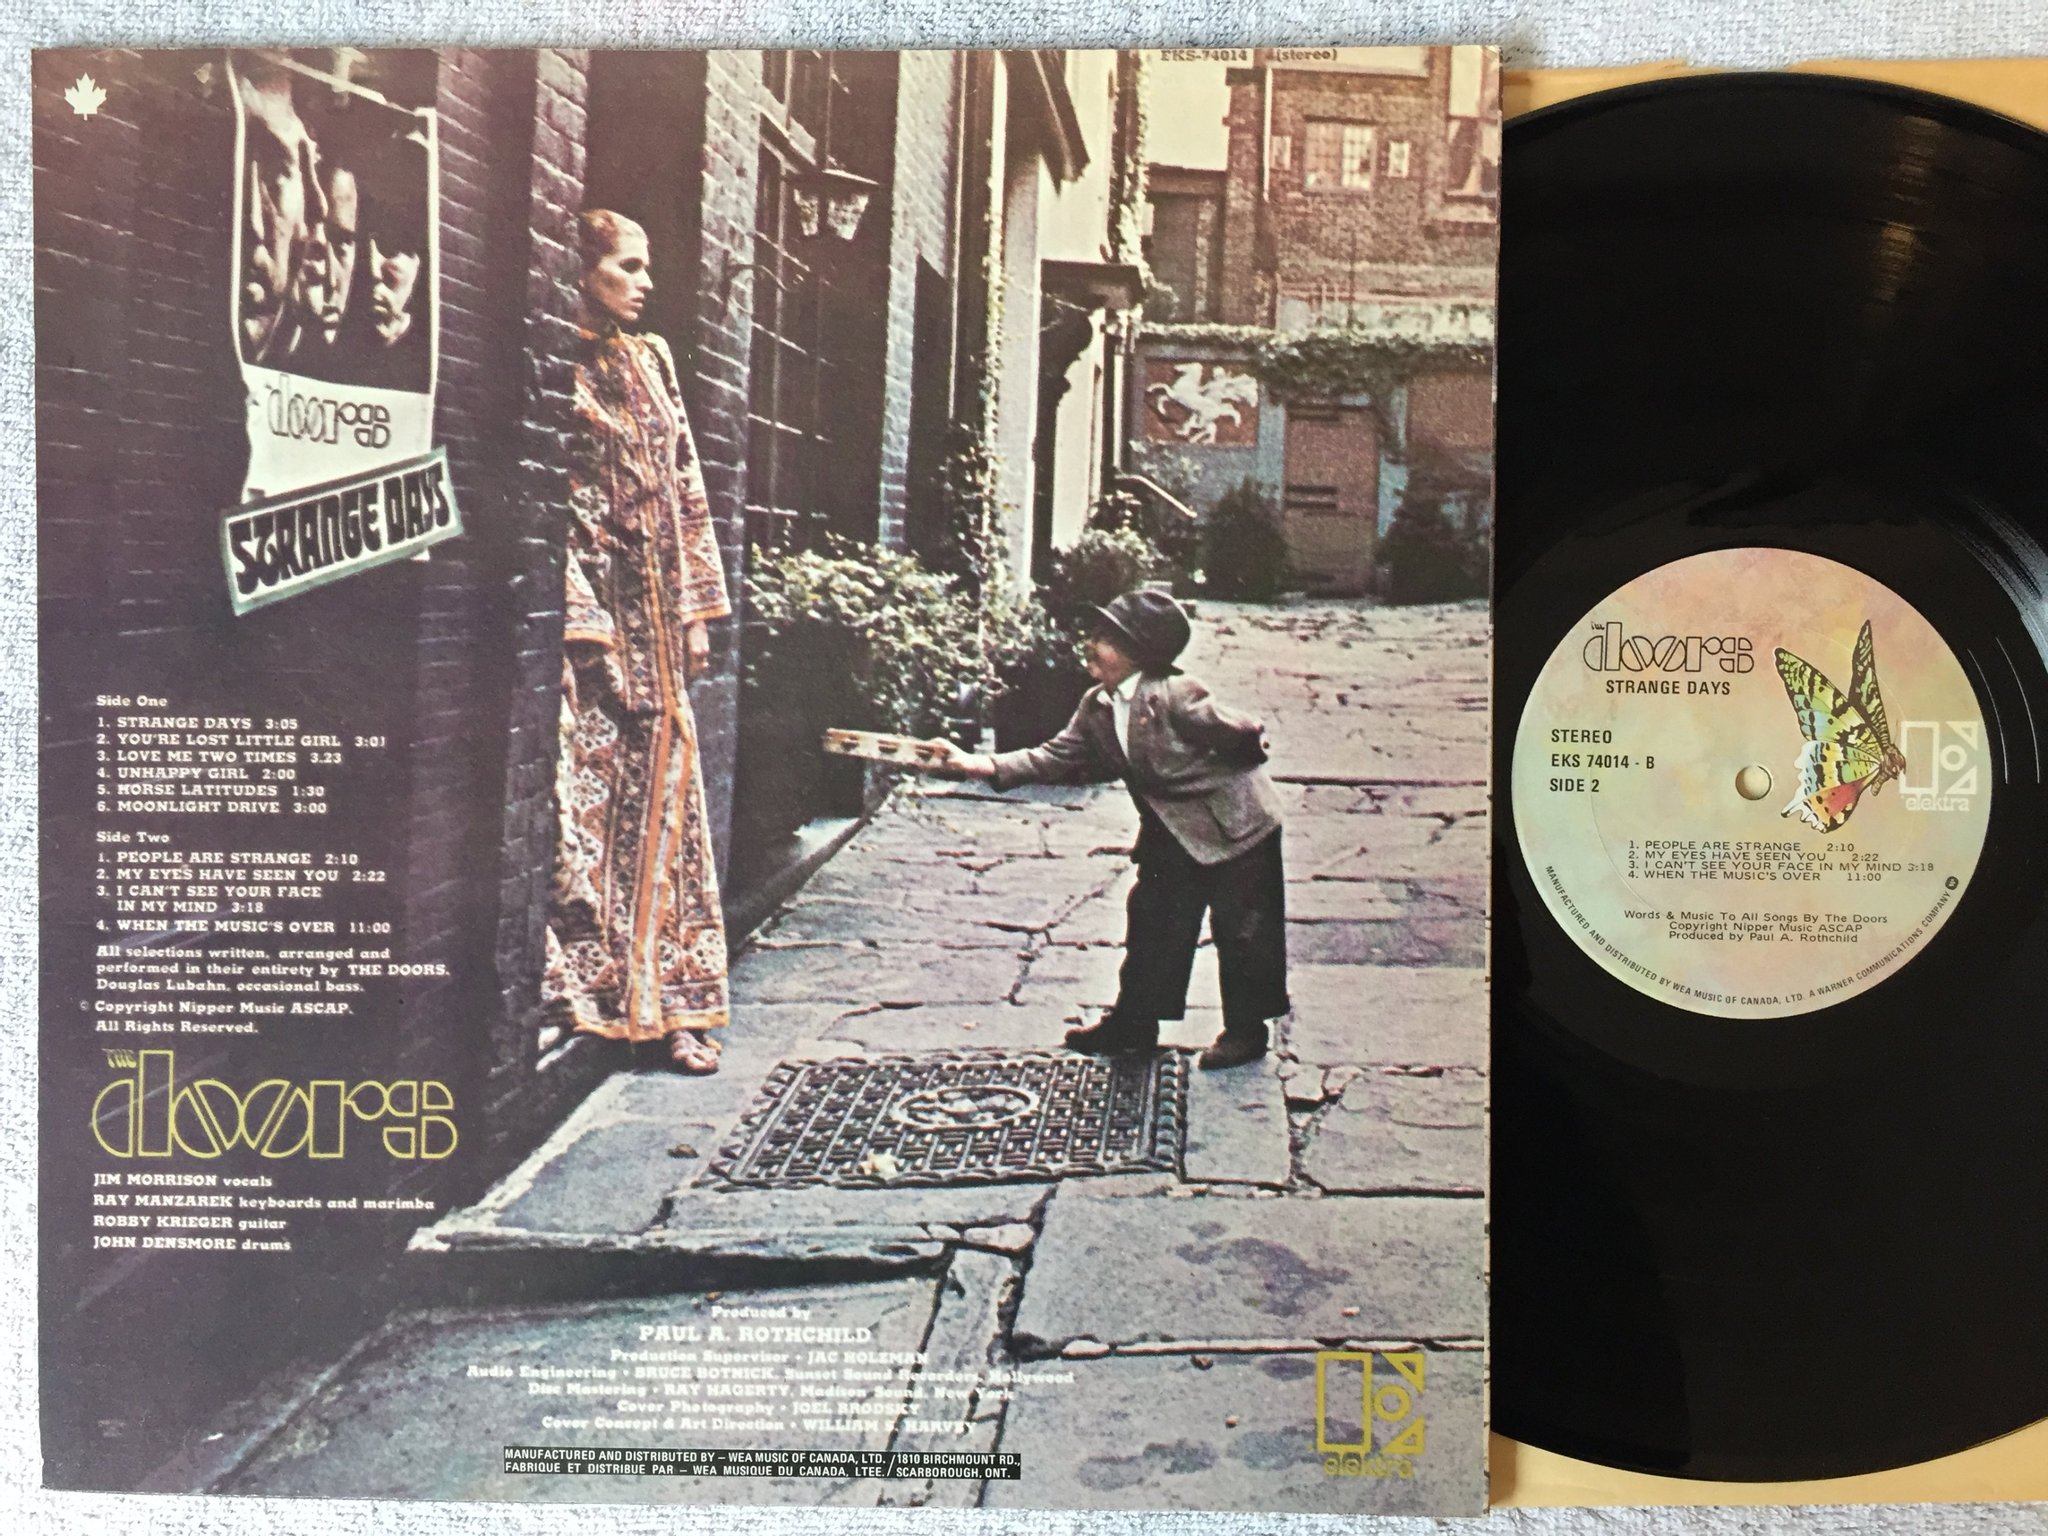 EKS-74014 (stereo)
the doors
STRANGE DAYS
Side One
1. STRANGE DAYS 3:05
2. YOU'RE LOST LITTLE GIRL 3:01
3. LOVE ME TWO TIMES 3.23
4. UNHAPPY GIRL 2:00
5. HORSE LATITUDES 1:30
6. MOONLIGHT DRIVE 3:00
Side Two
1. PEOPLE ARE STRANGE 2:10
2. MY EYES HAVE SEEN YOU 2:22
3. I CAN'T SEE YOUR FACE
IN MY MIND 3:18
4. WHEN THE MUSIC'S OVER 11:00
All selections written, arranged and
performed in their entirety by THE DOORS.
Douglas Lubahn, occasional bass.
© Copyright Nipper Music ASCAP.
All Rights Reserved.
THE
doors
JIM MORRISON vocals
RAY MANZAREK keyboards and marimba
ROBBY KRIEGER guitar
JOHN DENSMORE drums
Produced by
PAUL A. ROTHCHILD
Production Supervisor • JAC HOLZMAN
Audio Engineering • BRUCE BOTNICK, Sunset Sound Recorders, Hollywood
Disc Mastering • RAY HAGERTY, Madison Sound, New York
Cover Photography • JOEL BRODSKY
Cover Concept & Art Direction • WILLIAM S. HARVEY
MANUFACTURED AND DISTRIBUTED BY – WEA MUSIC OF CANADA, LTD. / 1810 BIRCHMOUNT RD.,
FABRIQUE ET DISTRIBUE PAR – WEA MUSIQUE DU CANADA, LTEE. / SCARBOROUGH, ONT.
elektra
the doors
STRANGE DAYS
STEREO
EKS 74014 - B
SIDE 2
elektra
1. PEOPLE ARE STRANGE 2:10
2. MY EYES HAVE SEEN YOU 2:22
3. I CAN'T SEE YOUR FACE IN MY MIND 3:18
4. WHEN THE MUSIC'S OVER 11:00
Words & Music To All Songs By The Doors
Copyright Nipper Music ASCAP
Produced by Paul A. Rothchild
MANUFACTURED AND DISTRIBUTED BY WEA MUSIC OF CANADA, LTD. A WARNER COMMUNICATIONS COMPANY